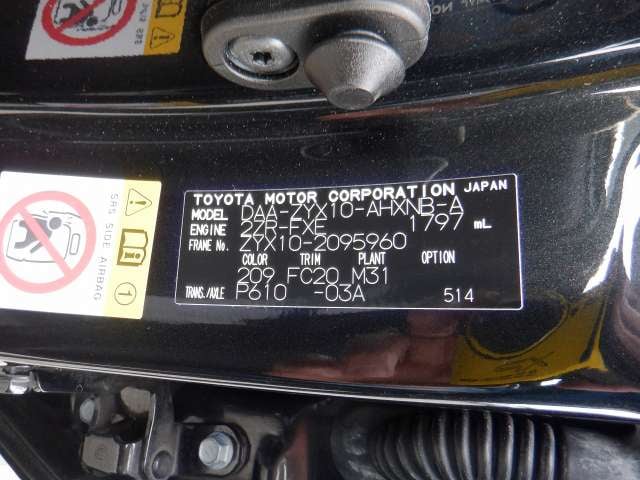 TOYOTA MOTOR CORPORATION JAPAN
MODEL DAA-ZYX10-AHXNB-A
ENGINE 2ZR-FXE 1797 mL
FRAME No. ZYX10-2095960
COLOR TRIM PLANT OPTION
209 FC20 M31
TRANS./AXLE P610 -03A 514
SRS SIDE AIRBAG